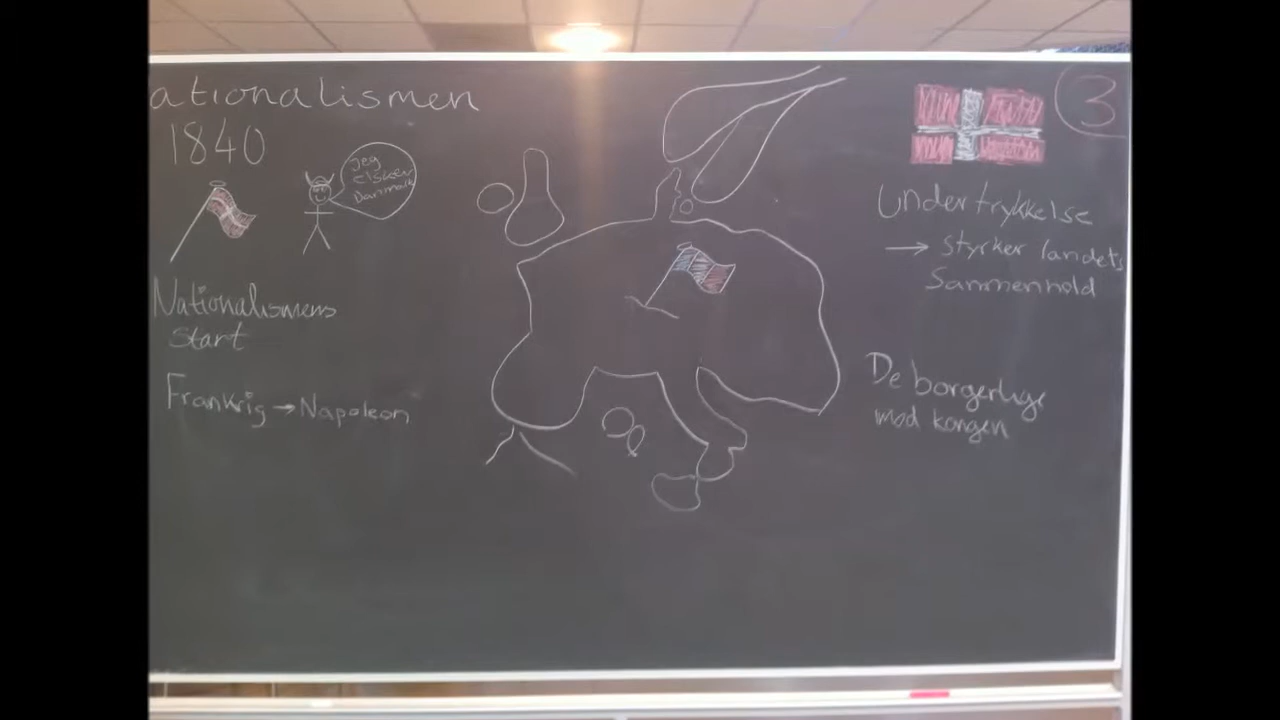 ationalismen
1840
Jeg
elsker
Danmark
Nationalismens
Start
Frankrig → Napoleon
3
Undertrykkelse
→ styrker landets
Sammenhold
De borgerlige
mod kongen